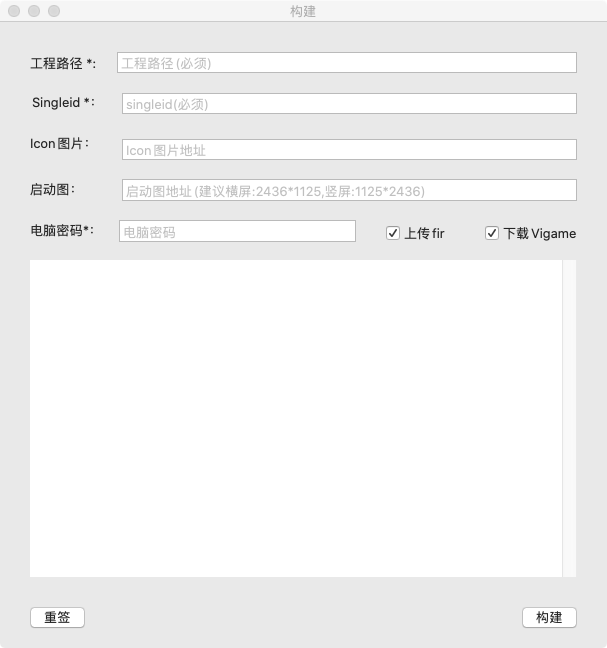 构建
工程路径 *: 工程路径 (必须)
Singleid *: singleid(必须)
Icon 图片: Icon 图片地址
启动图: 启动图地址 (建议横屏:2436*1125,竖屏:1125*2436)
电脑密码*: 电脑密码 上传 fir 下载 Vigame
重签 构建